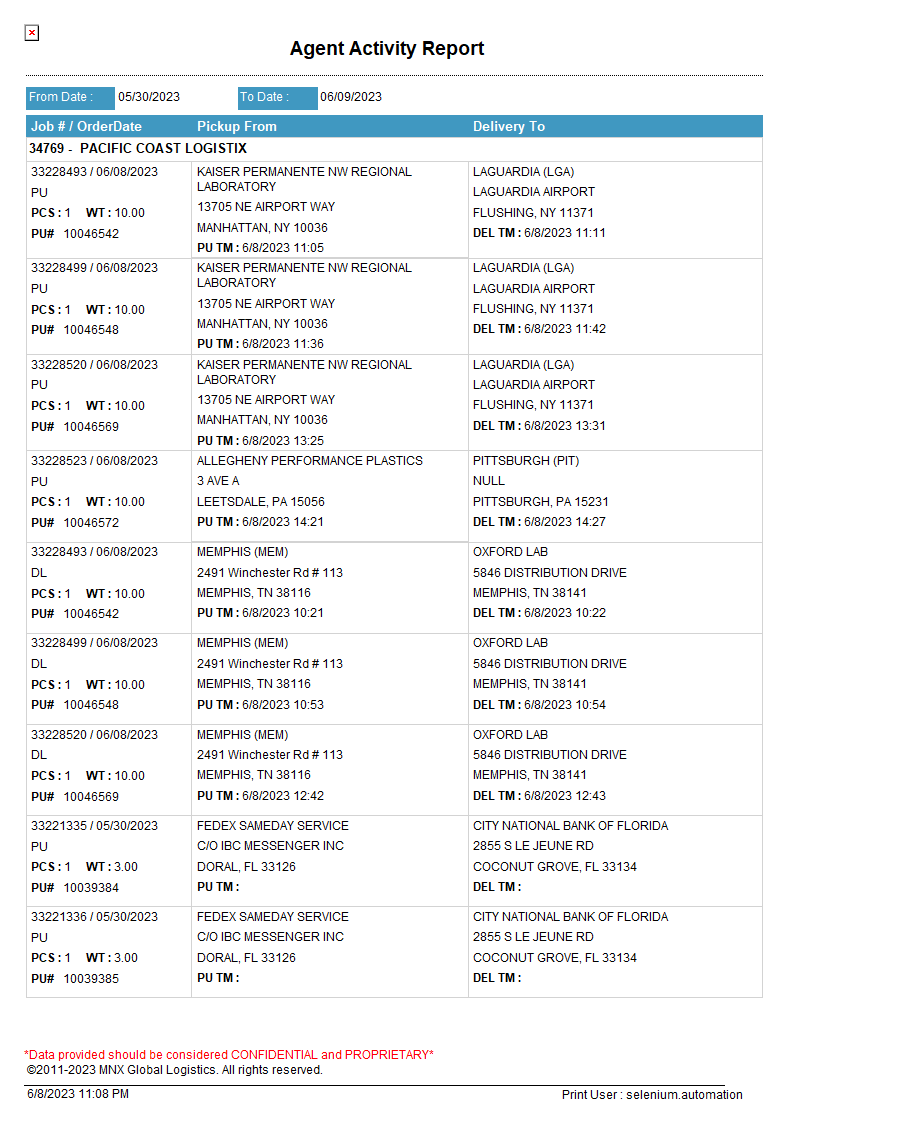 Agent Activity Report
From Date : 05/30/2023 To Date : 06/09/2023
Job # / OrderDate Pickup From Delivery To
34769 - PACIFIC COAST LOGISTIX
33228493 / 06/08/2023
PU
PCS : 1 WT : 10.00
PU# 10046542
KAISER PERMANENTE NW REGIONAL
LABORATORY
13705 NE AIRPORT WAY
MANHATTAN, NY 10036
PU TM : 6/8/2023 11:05
LAGUARDIA (LGA)
LAGUARDIA AIRPORT
FLUSHING, NY 11371
DEL TM : 6/8/2023 11:11
33228499 / 06/08/2023
PU
PCS : 1 WT : 10.00
PU# 10046548
KAISER PERMANENTE NW REGIONAL
LABORATORY
13705 NE AIRPORT WAY
MANHATTAN, NY 10036
PU TM : 6/8/2023 11:36
LAGUARDIA (LGA)
LAGUARDIA AIRPORT
FLUSHING, NY 11371
DEL TM : 6/8/2023 11:42
33228520 / 06/08/2023
PU
PCS : 1 WT : 10.00
PU# 10046569
KAISER PERMANENTE NW REGIONAL
LABORATORY
13705 NE AIRPORT WAY
MANHATTAN, NY 10036
PU TM : 6/8/2023 13:25
LAGUARDIA (LGA)
LAGUARDIA AIRPORT
FLUSHING, NY 11371
DEL TM : 6/8/2023 13:31
33228523 / 06/08/2023
PU
PCS : 1 WT : 10.00
PU# 10046572
ALLEGHENY PERFORMANCE PLASTICS
3 AVE A
LEETSDALE, PA 15056
PU TM : 6/8/2023 14:21
PITTSBURGH (PIT)
NULL
PITTSBURGH, PA 15231
DEL TM : 6/8/2023 14:27
33228493 / 06/08/2023
DL
PCS : 1 WT : 10.00
PU# 10046542
MEMPHIS (MEM)
2491 Winchester Rd # 113
MEMPHIS, TN 38116
PU TM : 6/8/2023 10:21
OXFORD LAB
5846 DISTRIBUTION DRIVE
MEMPHIS, TN 38141
DEL TM : 6/8/2023 10:22
33228499 / 06/08/2023
DL
PCS : 1 WT : 10.00
PU# 10046548
MEMPHIS (MEM)
2491 Winchester Rd # 113
MEMPHIS, TN 38116
PU TM : 6/8/2023 10:53
OXFORD LAB
5846 DISTRIBUTION DRIVE
MEMPHIS, TN 38141
DEL TM : 6/8/2023 10:54
33228520 / 06/08/2023
DL
PCS : 1 WT : 10.00
PU# 10046569
MEMPHIS (MEM)
2491 Winchester Rd # 113
MEMPHIS, TN 38116
PU TM : 6/8/2023 12:42
OXFORD LAB
5846 DISTRIBUTION DRIVE
MEMPHIS, TN 38141
DEL TM : 6/8/2023 12:43
33221335 / 05/30/2023
PU
PCS : 1 WT : 3.00
PU# 10039384
FEDEX SAMEDAY SERVICE
C/O IBC MESSENGER INC
DORAL, FL 33126
PU TM :
CITY NATIONAL BANK OF FLORIDA
2855 S LE JEUNE RD
COCONUT GROVE, FL 33134
DEL TM :
33221336 / 05/30/2023
PU
PCS : 1 WT : 3.00
PU# 10039385
FEDEX SAMEDAY SERVICE
C/O IBC MESSENGER INC
DORAL, FL 33126
PU TM :
CITY NATIONAL BANK OF FLORIDA
2855 S LE JEUNE RD
COCONUT GROVE, FL 33134
DEL TM :
*Data provided should be considered CONFIDENTIAL and PROPRIETARY*
©2011-2023 MNX Global Logistics. All rights reserved.
6/8/2023 11:08 PM Print User : selenium.automation